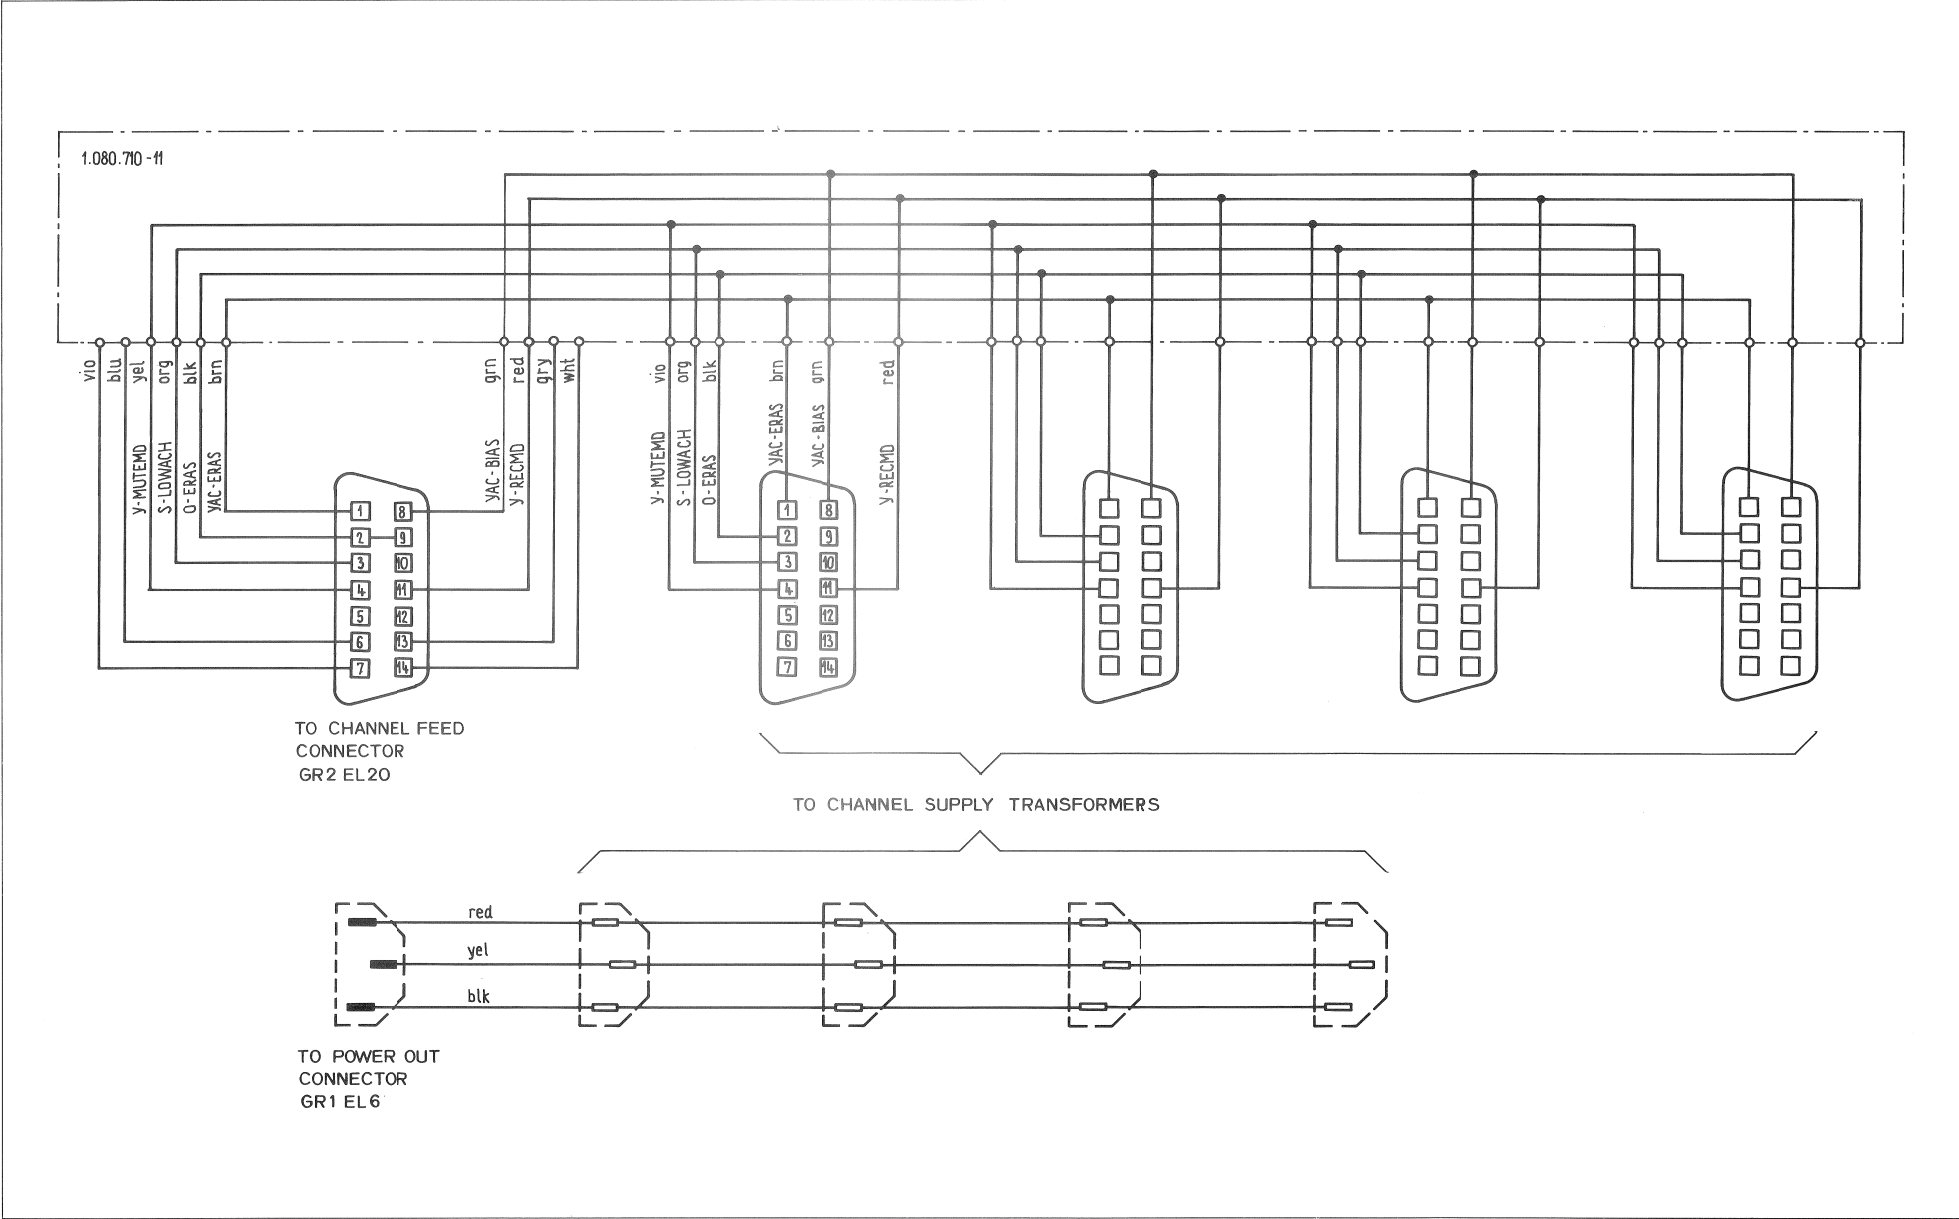 1.080.710-11
vio
blu
yel
org
blk
brn
grn
red
gry
wht
vio
org
blk
brn
grn
red
Y-MUTEMD
S-LOWACH
O-ERAS
YAC-ERAS
YAC-BIAS
Y-RECMD
Y-MUTEMD
S-LOWACH
O-ERAS
YAC-ERAS
YAC-BIAS
Y-RECMD
1 8
2 9
3 10
4 11
5 12
6 13
7 14
1 8
2 9
3 10
4 11
5 12
6 13
7 14
TO CHANNEL FEED
CONNECTOR
GR2 EL20
TO CHANNEL SUPPLY TRANSFORMERS
red
yel
blk
TO POWER OUT
CONNECTOR
GR1 EL6